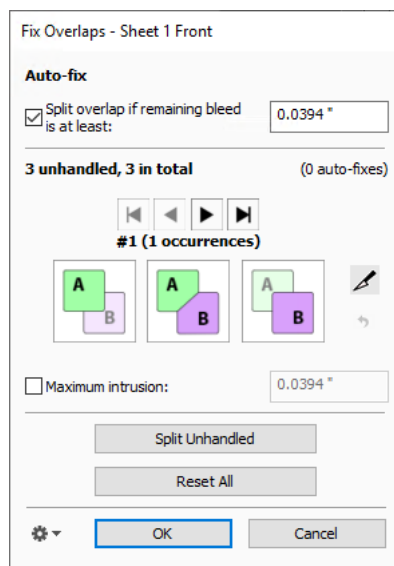 Fix Overlaps - Sheet 1 Front
Auto-fix
Split overlap if remaining bleed
is at least:
0.0394 "
3 unhandled, 3 in total
(0 auto-fixes)
#1 (1 occurrences)
A
B
A
B
A
B
Maximum intrusion:
0.0394 "
Split Unhandled
Reset All
OK
Cancel